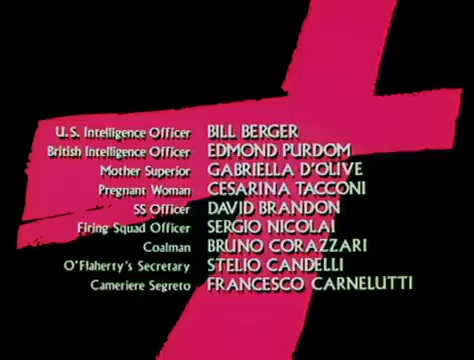 U.S. Intelligence Officer BILL BERGER
British Intelligence Officer EDMOND PURDOM
Mother Superior GABRIELLA D'OLIVE
Pregnant Woman CESARINA TACCONI
SS Officer DAVID BRANDON
Firing Squad Officer SERGIO NICOLAI
Coalman BRUNO CORAZZARI
O'Flaherty's Secretary STELIO CANDELLI
Cameriere Segreto FRANCESCO CARNELUTTI